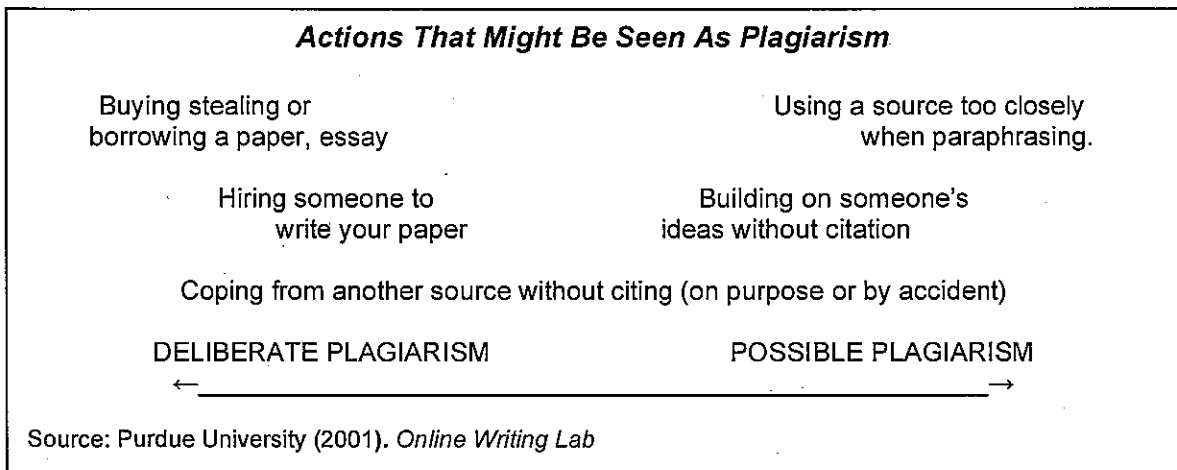 Actions That Might Be Seen As Plagiarism
Buying stealing or
borrowing a paper, essay
Using a source too closely
when paraphrasing.
Hiring someone to
write your paper
Building on someone's
ideas without citation
Coping from another source without citing (on purpose or by accident)
DELIBERATE PLAGIARISM
POSSIBLE PLAGIARISM
← →
Source: Purdue University (2001). Online Writing Lab